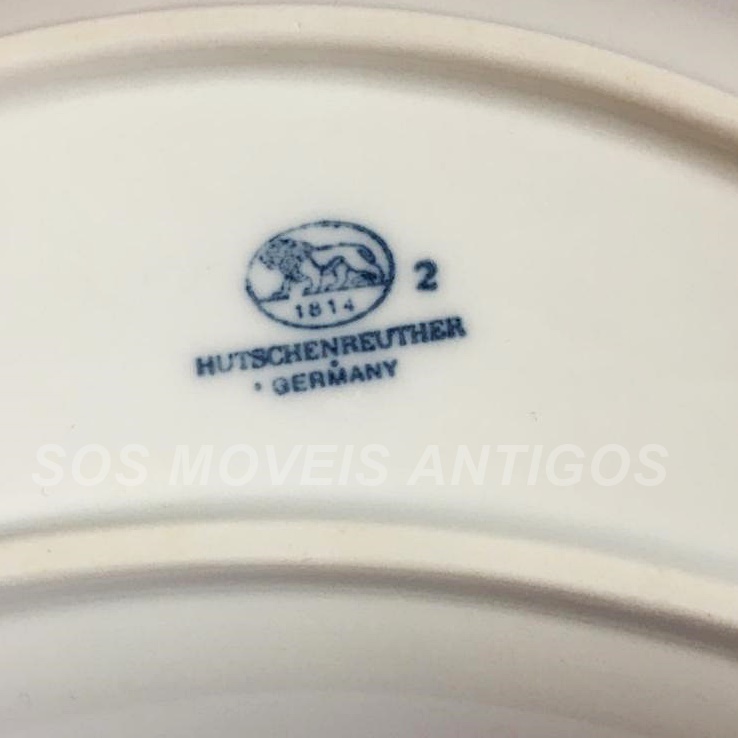 1814
2
HUTSCHENREUTHER
GERMANY
SOS MOVEIS ANTIGOS